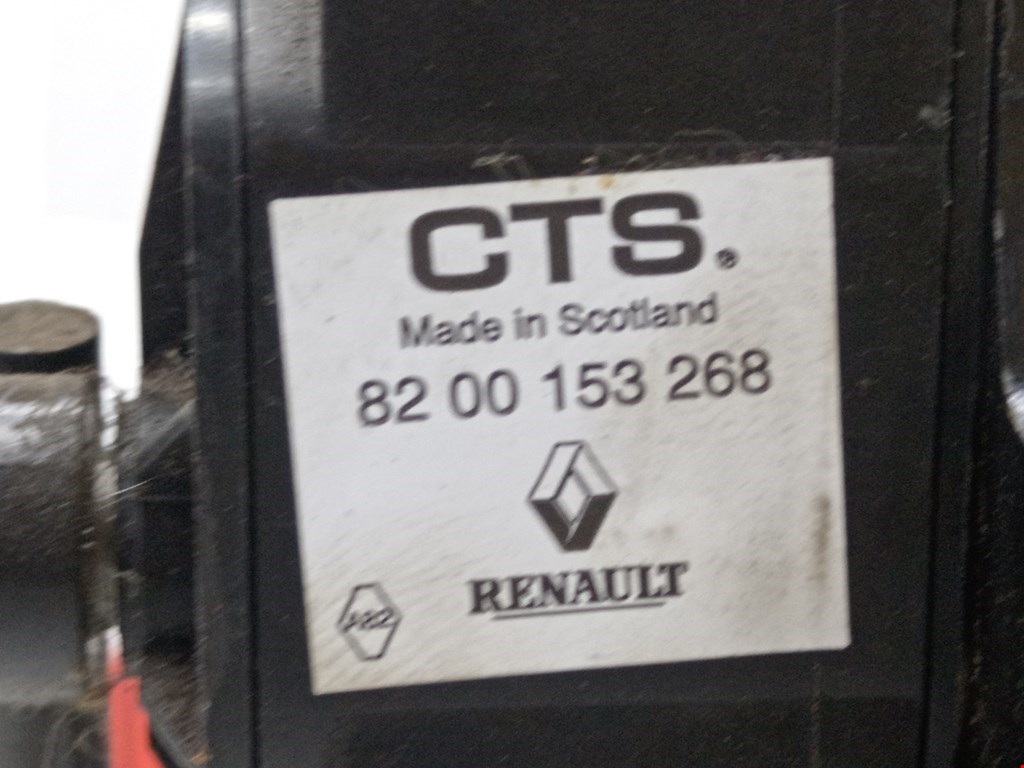 CTS®
Made in Scotland
82 00 153 268
RENAULT